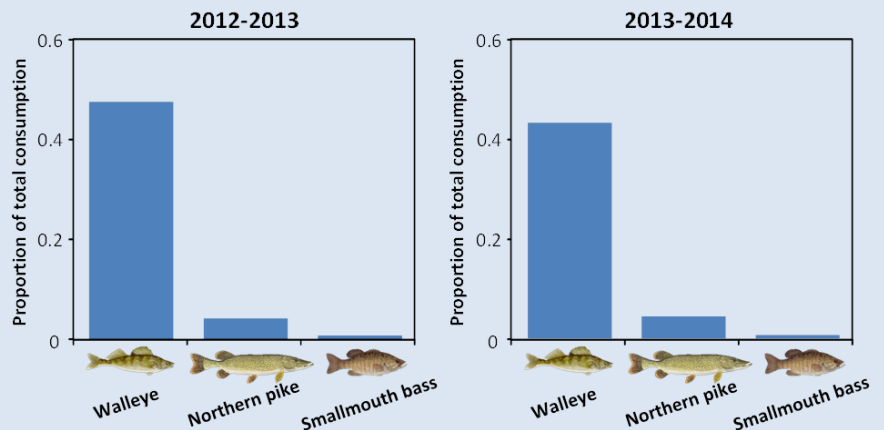 2012-2013
Proportion of total consumption
0.6
0.4
0.2
0
Walleye
Northern pike
Smallmouth bass
2013-2014
Proportion of total consumption
0.6
0.4
0.2
0
Walleye
Northern pike
Smallmouth bass